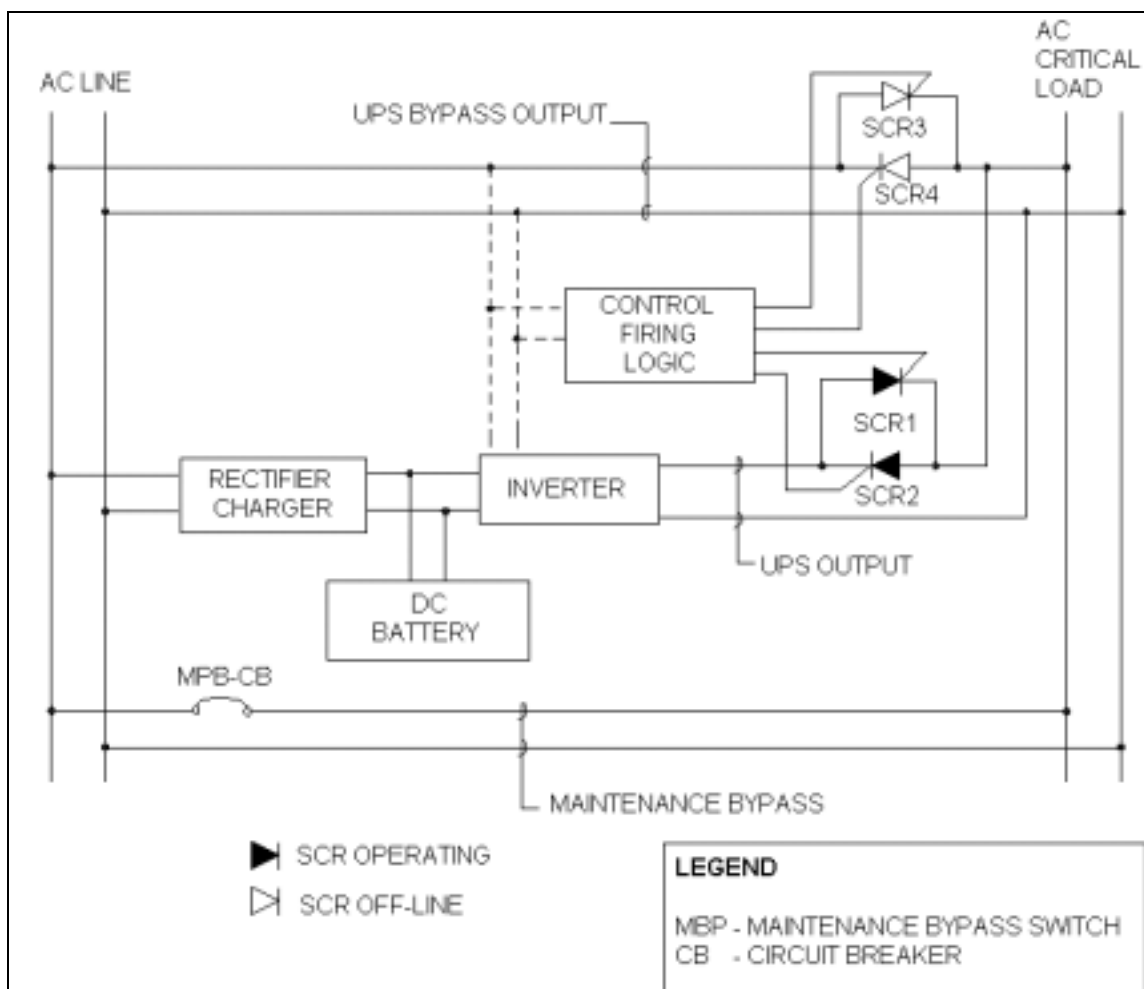 AC LINE
AC
CRITICAL
LOAD
UPS BYPASS OUTPUT
SCR3
SCR4
CONTROL
FIRING
LOGIC
SCR1
SCR2
RECTIFIER
CHARGER
INVERTER
UPS OUTPUT
DC
BATTERY
MPB-CB
MAINTENANCE BYPASS
SCR OPERATING
SCR OFF-LINE
LEGEND
MBP - MAINTENANCE BYPASS SWITCH
CB - CIRCUIT BREAKER